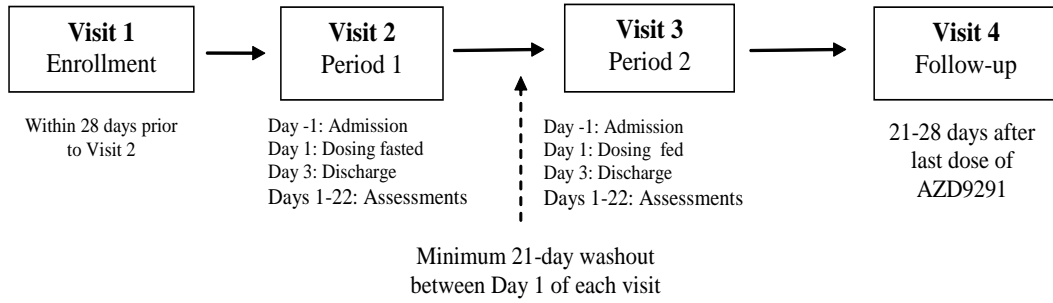 Visit 1
Enrollment
Within 28 days prior
to Visit 2
Visit 2
Period 1
Day -1: Admission
Day 1: Dosing fasted
Day 3: Discharge
Days 1-22: Assessments
Visit 3
Period 2
Day -1: Admission
Day 1: Dosing fed
Day 3: Discharge
Days 1-22: Assessments
Visit 4
Follow-up
21-28 days after
last dose of
AZD9291
Minimum 21-day washout
between Day 1 of each visit